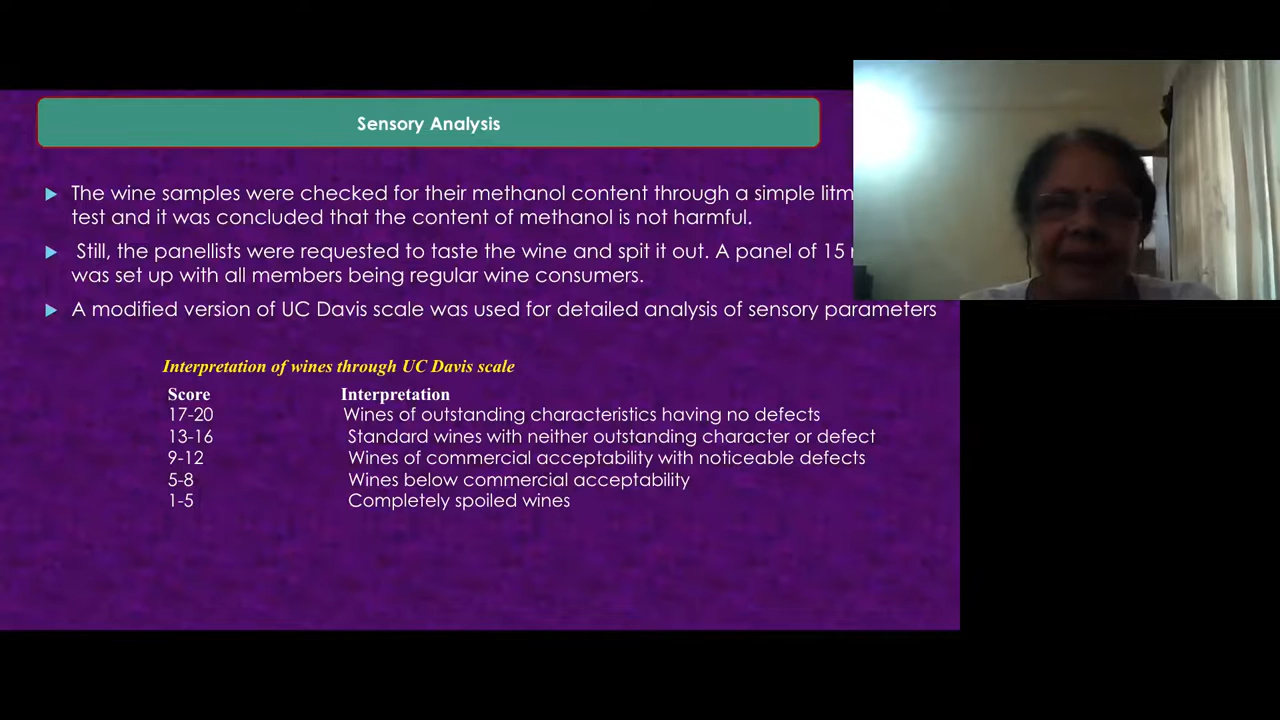 Sensory Analysis
The wine samples were checked for their methanol content through a simple
test and it was concluded that the content of methanol is not harmful.
Still, the panellists were requested to taste the wine and spit it out. A panel of 15
was set up with all members being regular wine consumers.
A modified version of UC Davis scale was used for detailed analysis of sensory parameters
Interpretation of wines through UC Davis scale
Score Interpretation
17-20 Wines of outstanding characteristics having no defects
13-16 Standard wines with neither outstanding character or defect
9-12 Wines of commercial acceptability with noticeable defects
5-8 Wines below commercial acceptability
1-5 Completely spoiled wines